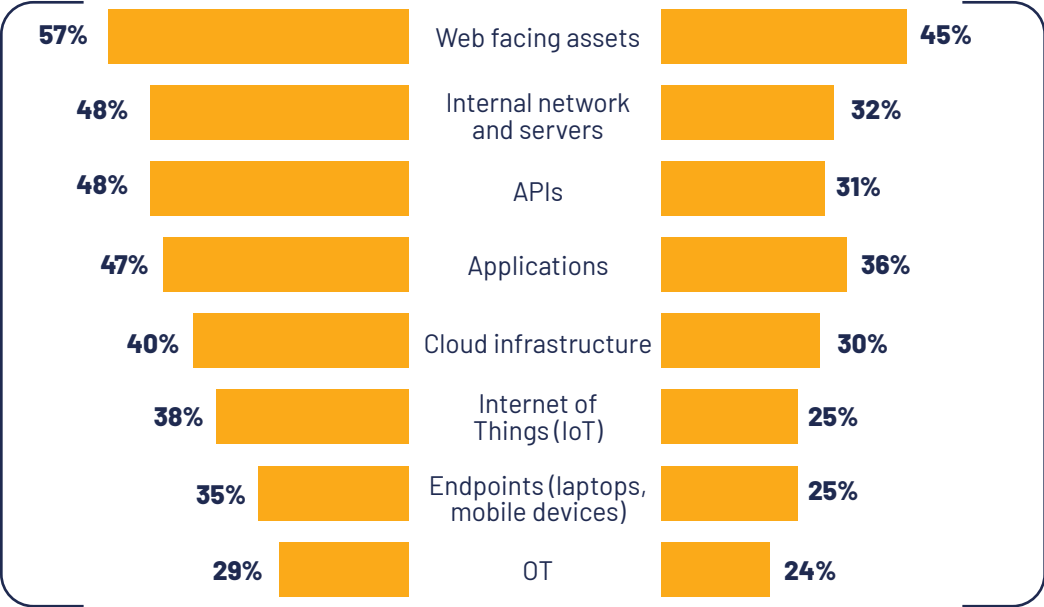 57% Web facing assets 45%
48% Internal network 32%
and servers
48% APIs 31%
47% Applications 36%
40% Cloud infrastructure 30%
38% Internet of 25%
Things (IoT)
35% Endpoints (laptops, 25%
mobile devices)
29% OT 24%